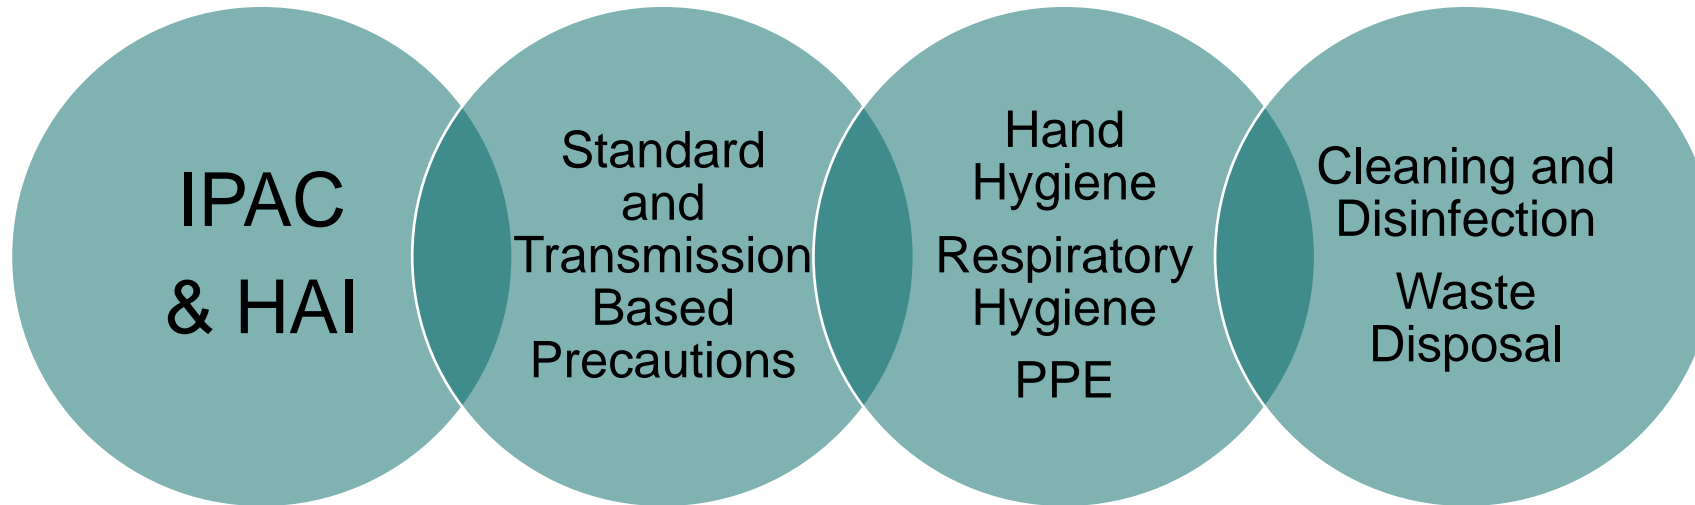 IPAC
& HAI
Standard
and
Transmission
Based
Precautions
Hand
Hygiene
Respiratory
Hygiene
PPE
Cleaning and
Disinfection
Waste
Disposal